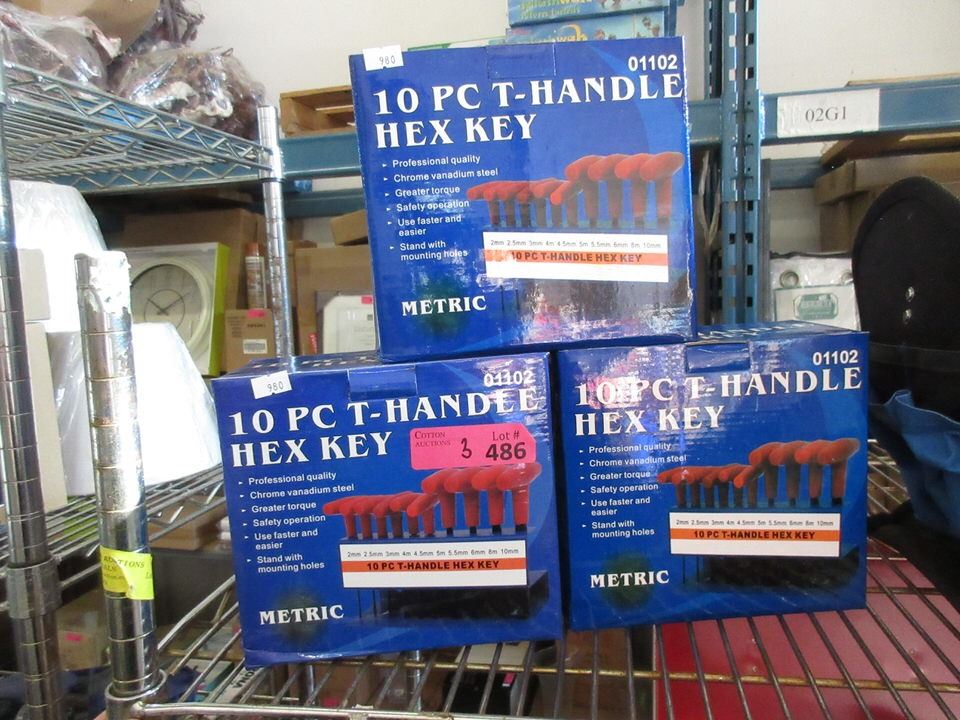 980
01102
10 PC T-HANDLE
HEX KEY
Professional quality
Chrome vanadium steel
Greater torque
Safety operation
Use faster and
easier
Stand with
mounting holes
2mm 2.5mm 3mm 4m 4.5mm 5m 5.5mm 6mm 8m 10mm
10 PC T-HANDLE HEX KEY
METRIC
02G1
980
01102
10 PC T-HANDLE
HEX KEY
COTTON
AUCTIONS
3
Lot #
486
Professional quality
Chrome vanadium steel
Greater torque
Safety operation
Use faster and
easier
Stand with
mounting holes
2mm 2.5mm 3mm 4m 4.5mm 5m 5.5mm 6mm 8m 10mm
10 PC T-HANDLE HEX KEY
METRIC
01102
10 PC T-HANDLE
HEX KEY
Professional quality
Chrome vanadium steel
Greater torque
Safety operation
Use faster and
easier
Stand with
mounting holes
2mm 2.5mm 3mm 4m 4.5mm 5m 5.5mm 6mm 8m 10mm
10 PC T-HANDLE HEX KEY
METRIC